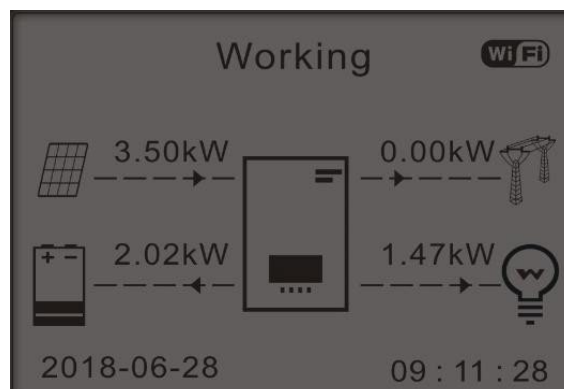 Working
WiFi
3.50kW
0.00kW
2.02kW
1.47kW
2018-06-28
09 : 11 : 28